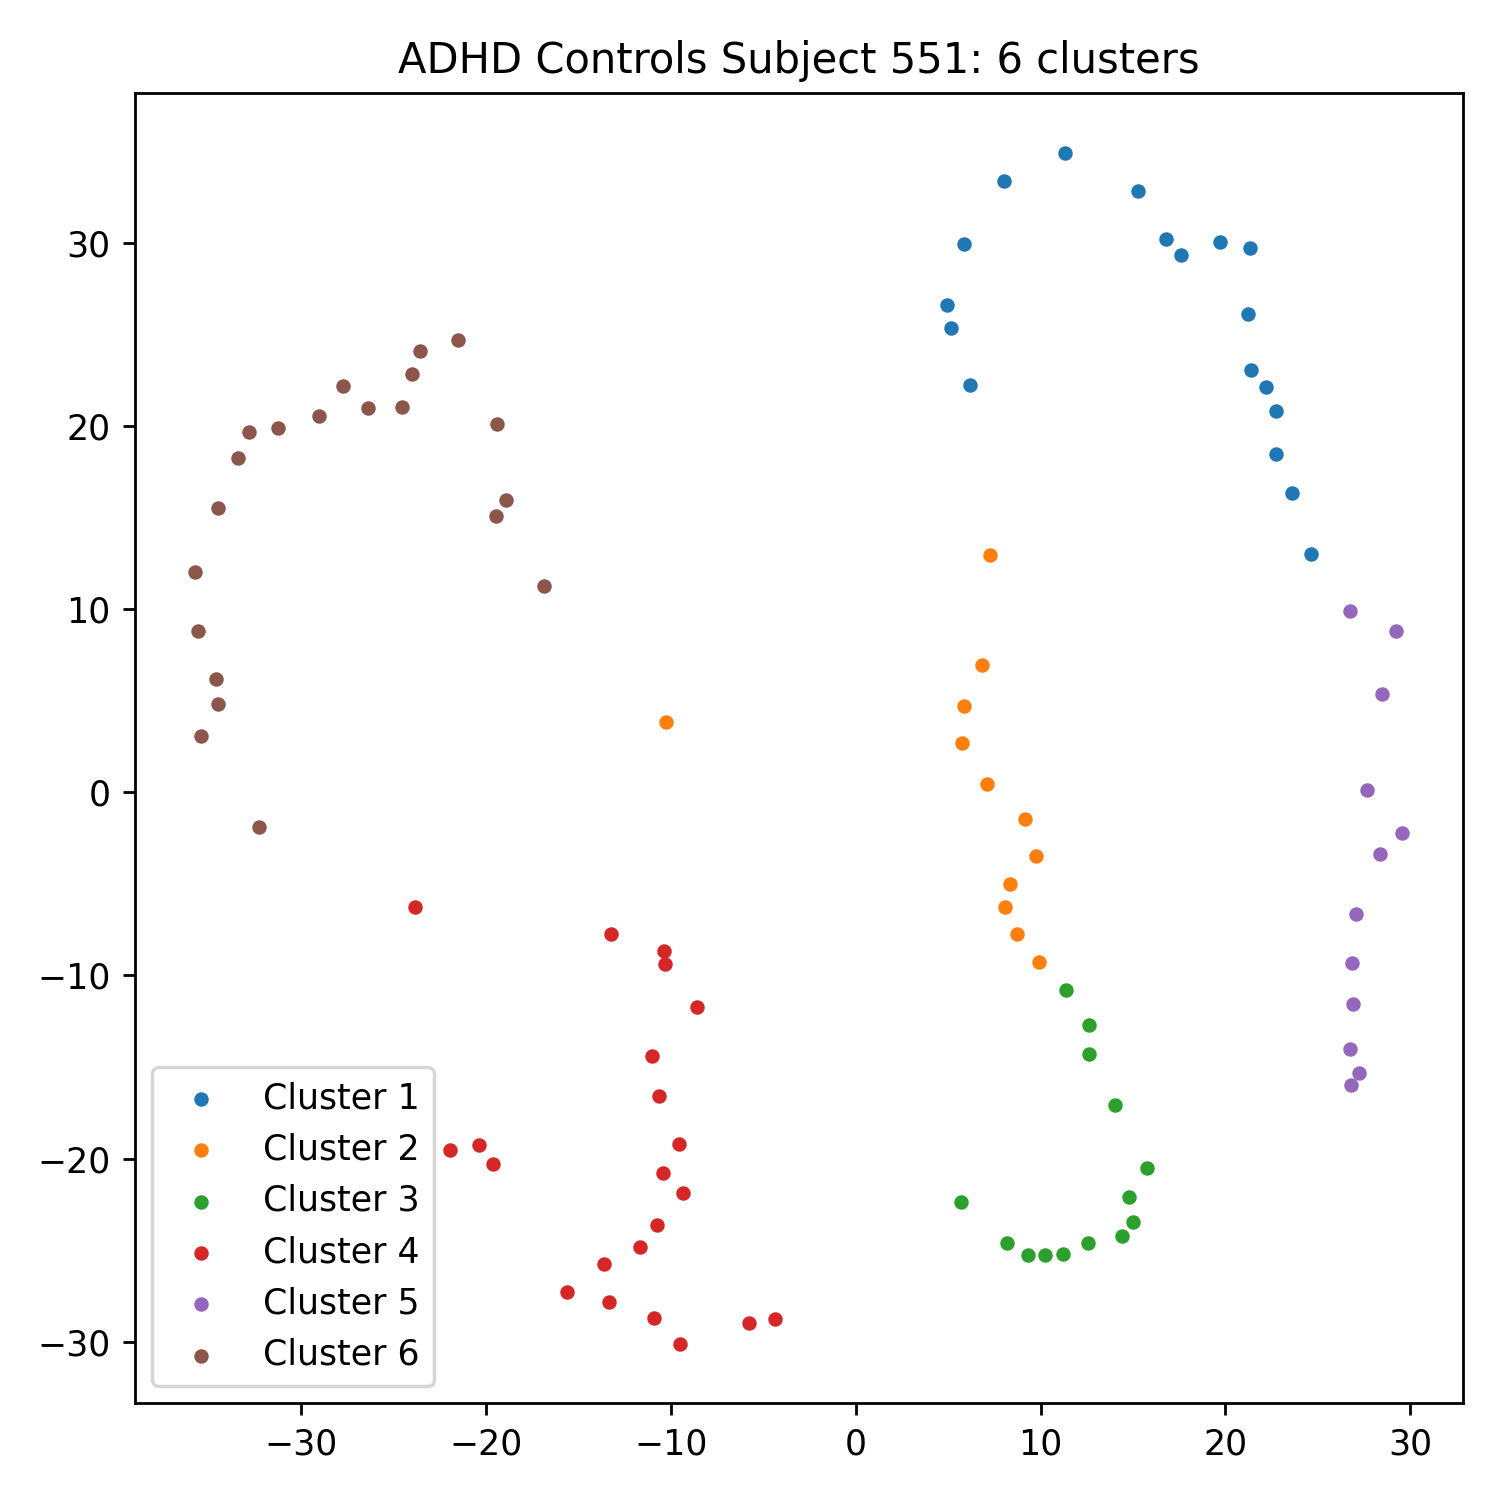 ADHD Controls Subject 551: 6 clusters
30
20
10
0
−10
−20
−30
Cluster 1
Cluster 2
Cluster 3
Cluster 4
Cluster 5
Cluster 6
−30 −20 −10 0 10 20 30